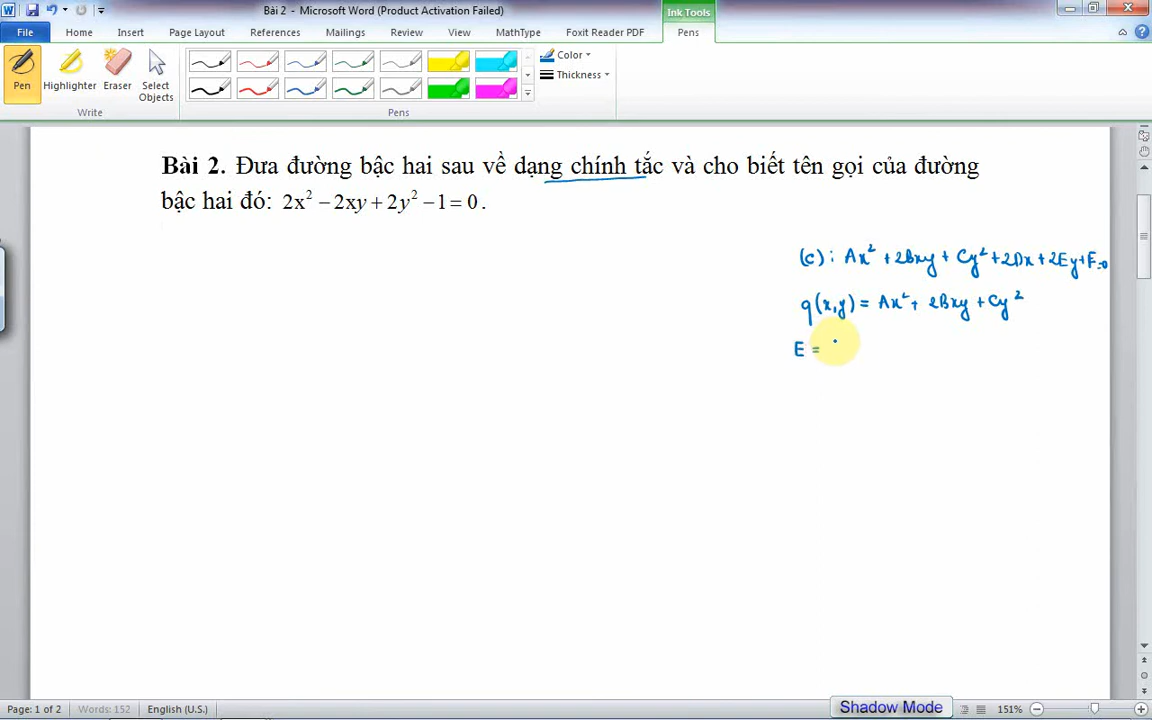 Bài 2 - Microsoft Word (Product Activation Failed)
Ink Tools
File Home Insert Page Layout References Mailings Review View MathType Foxit Reader PDF Pens
Pen Highlighter Eraser Select Objects
Color
Thickness
Write Pens
Bài 2. Đưa đường bậc hai sau về dạng chính tắc và cho biết tên gọi của đường
bậc hai đó: 2x² − 2xy + 2y² − 1 = 0.
(C): Ax² + 2Bxy + Cy² + 2Dx + 2Ey + F = 0
q(x,y) = Ax² + 2Bxy + Cy²
E =
Page: 1 of 2 Words: 152 English (U.S.) Shadow Mode 151%